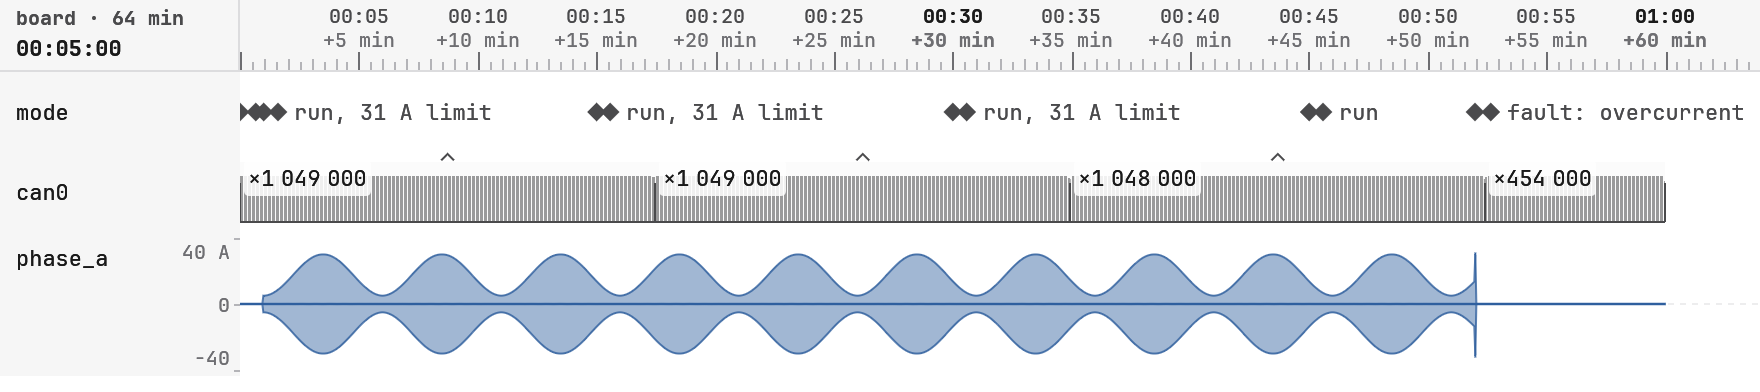 board · 64 min
00:05:00
00:05 00:10 00:15 00:20 00:25 00:30 00:35 00:40 00:45 00:50 00:55 01:00
+5 min +10 min +15 min +20 min +25 min +30 min +35 min +40 min +45 min +50 min +55 min +60 min
mode run, 31 A limit run, 31 A limit run, 31 A limit run fault: overcurrent
can0 ×1 049 000 ×1 049 000 ×1 048 000 ×454 000
phase_a
40 A
0
-40